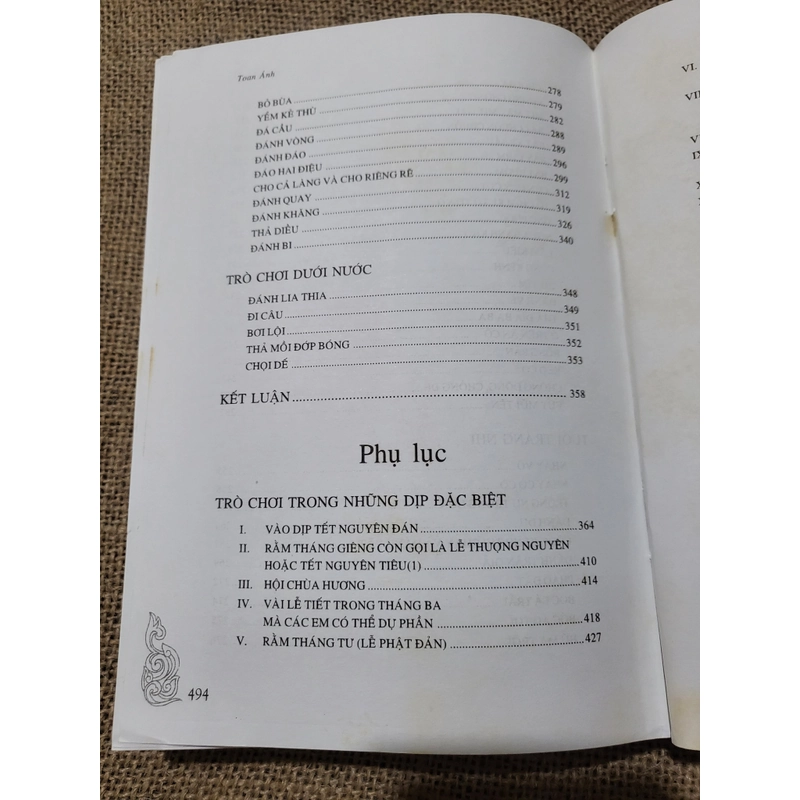 Toan Ánh
BỎ BÙA........278
YỂM KẺ THÙ........279
ĐÁ CẦU........282
ĐÁNH VÒNG........288
ĐÁNH ĐÁO........289
ĐÁO HAI ĐIỆU........296
CHO CẢ LÀNG VÀ CHO RIÊNG RẼ........299
ĐÁNH QUAY........312
ĐÁNH KHĂNG........319
THẢ DIỀU........326
ĐÁNH BI........340
TRÒ CHƠI DƯỚI NƯỚC
ĐÁNH LIA THIA........348
ĐI CÂU........349
BƠI LỘI........351
THẢ MỒI ĐỚP BÓNG........352
CHỌI DẾ........353
KẾT LUẬN........358
Phụ lục
TRÒ CHƠI TRONG NHỮNG DỊP ĐẶC BIỆT
I. VÀO DỊP TẾT NGUYÊN ĐÁN........364
II. RẰM THÁNG GIÊNG CÒN GỌI LÀ LỄ THƯỢNG NGUYÊN
HOẶC TẾT NGUYÊN TIÊU(1)........410
III. HỘI CHÙA HƯƠNG........414
IV. VÀI LỄ TIẾT TRONG THÁNG BA
MÀ CÁC EM CÓ THỂ DỰ PHẦN........418
V. RẰM THÁNG TƯ (LỄ PHẬT ĐẢN)........427
494
VI.